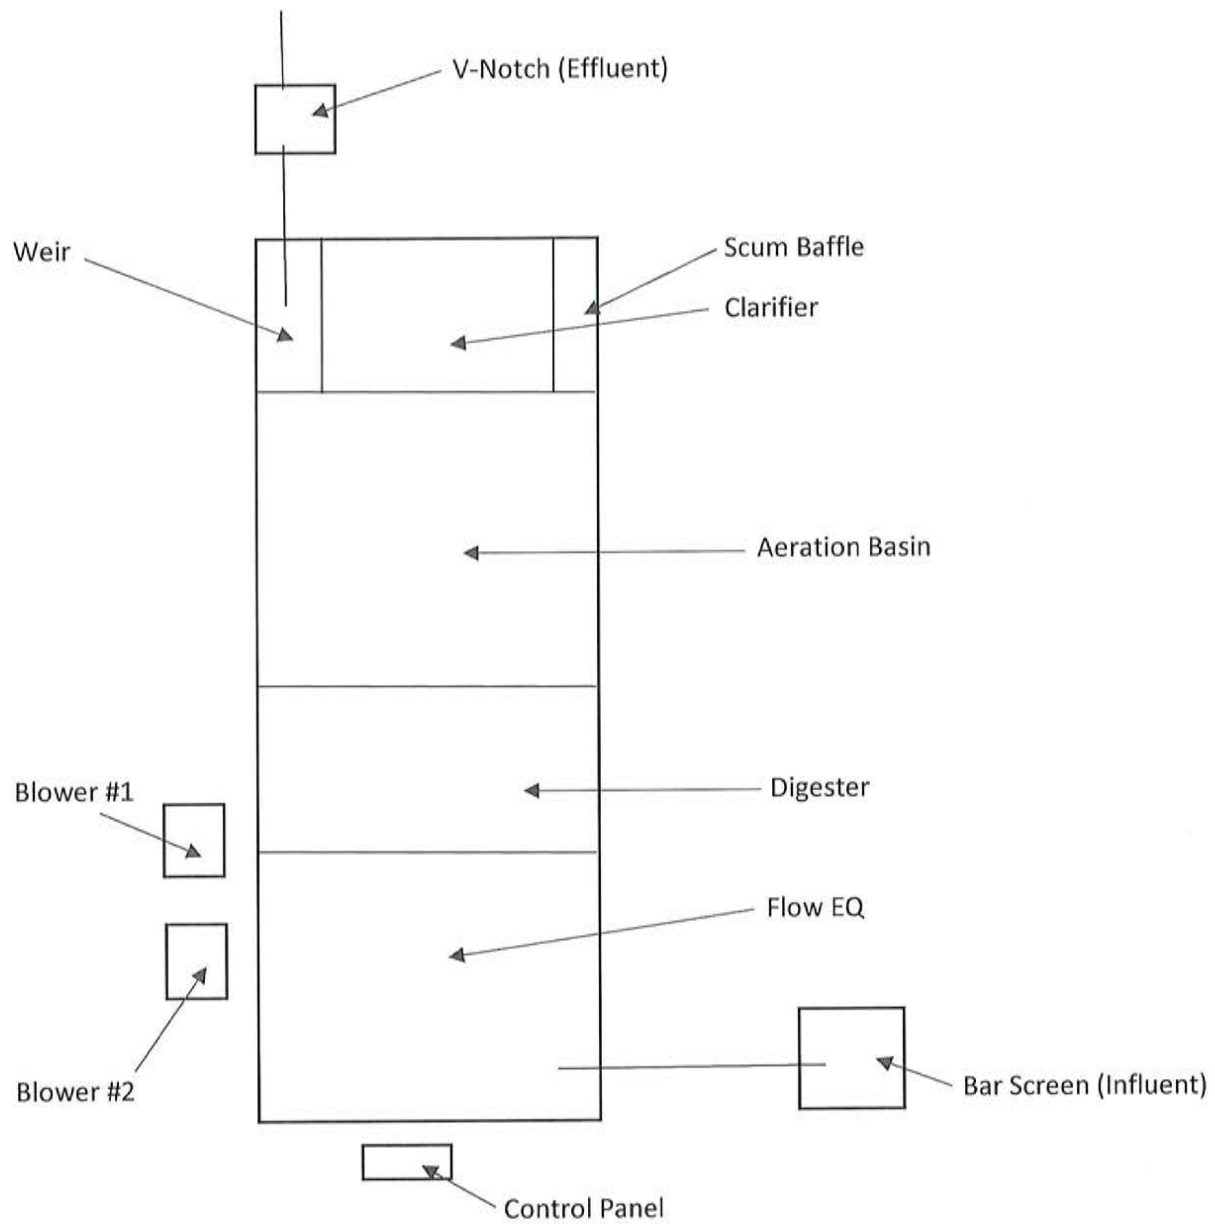 V-Notch (Effluent)
Weir
Scum Baffle
Clarifier
Aeration Basin
Blower #1
Digester
Flow EQ
Blower #2
Bar Screen (Influent)
Control Panel